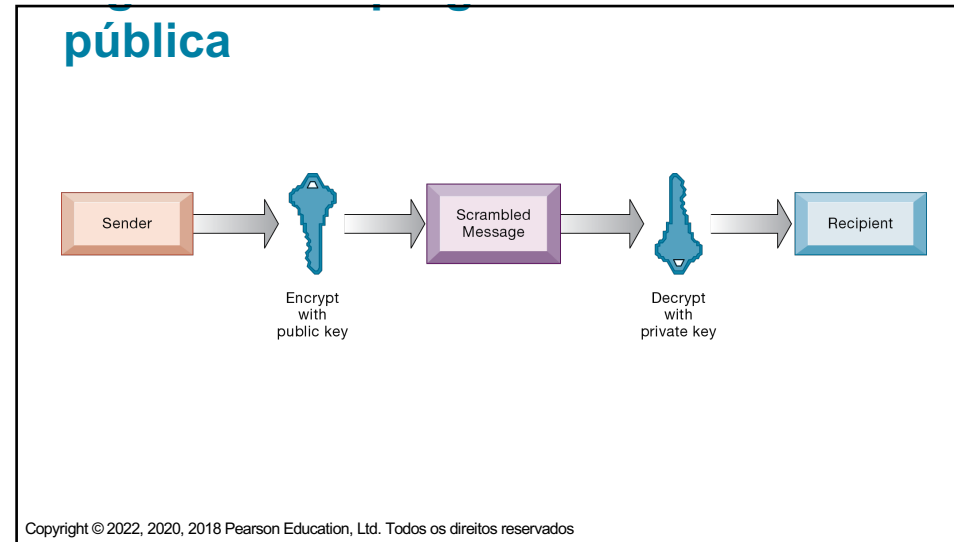 pública
Sender
Encrypt
with
public key
Scrambled
Message
Decrypt
with
private key
Recipient
Copyright © 2022, 2020, 2018 Pearson Education, Ltd. Todos os direitos reservados